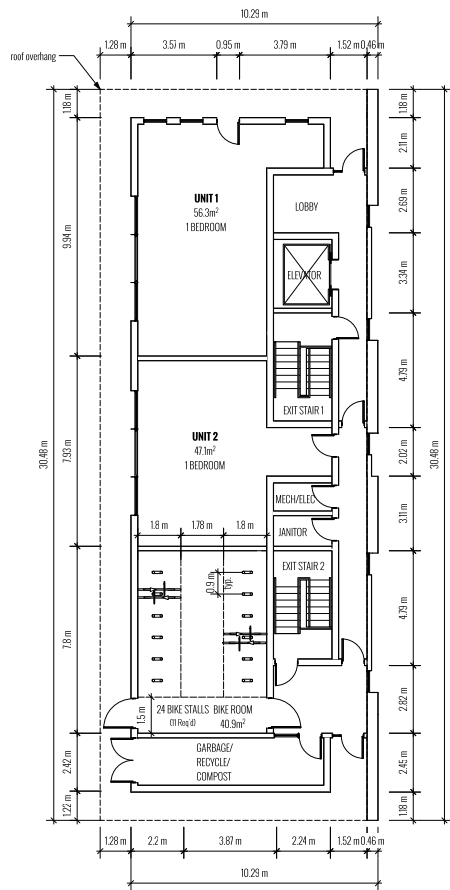 10.29 m
1.28 m 3.57 m 0.95 m 3.79 m 1.52 m 0.46 m
roof overhang
1.18 m 1.18 m
2.11 m
UNIT 1
56.3m²
1 BEDROOM
LOBBY
2.69 m
9.94 m
ELEVATOR
3.34 m
4.79 m
EXIT STAIR 1
30.48 m 30.48 m
7.93 m
UNIT 2
47.1m²
1 BEDROOM
2.02 m
MECH/ELEC
3.11 m
1.8 m 1.78 m 1.8 m
JANITOR
EXIT STAIR 2
0.9 m
typ.
4.79 m
7.8 m
2.82 m
1.5 m
24 BIKE STALLS BIKE ROOM
(11 Req'd) 40.9m²
GARBAGE/
RECYCLE/
COMPOST
2.42 m 2.45 m
1.22 m 1.18 m
1.28 m 2.2 m 3.87 m 2.24 m 1.52 m 0.46 m
10.29 m